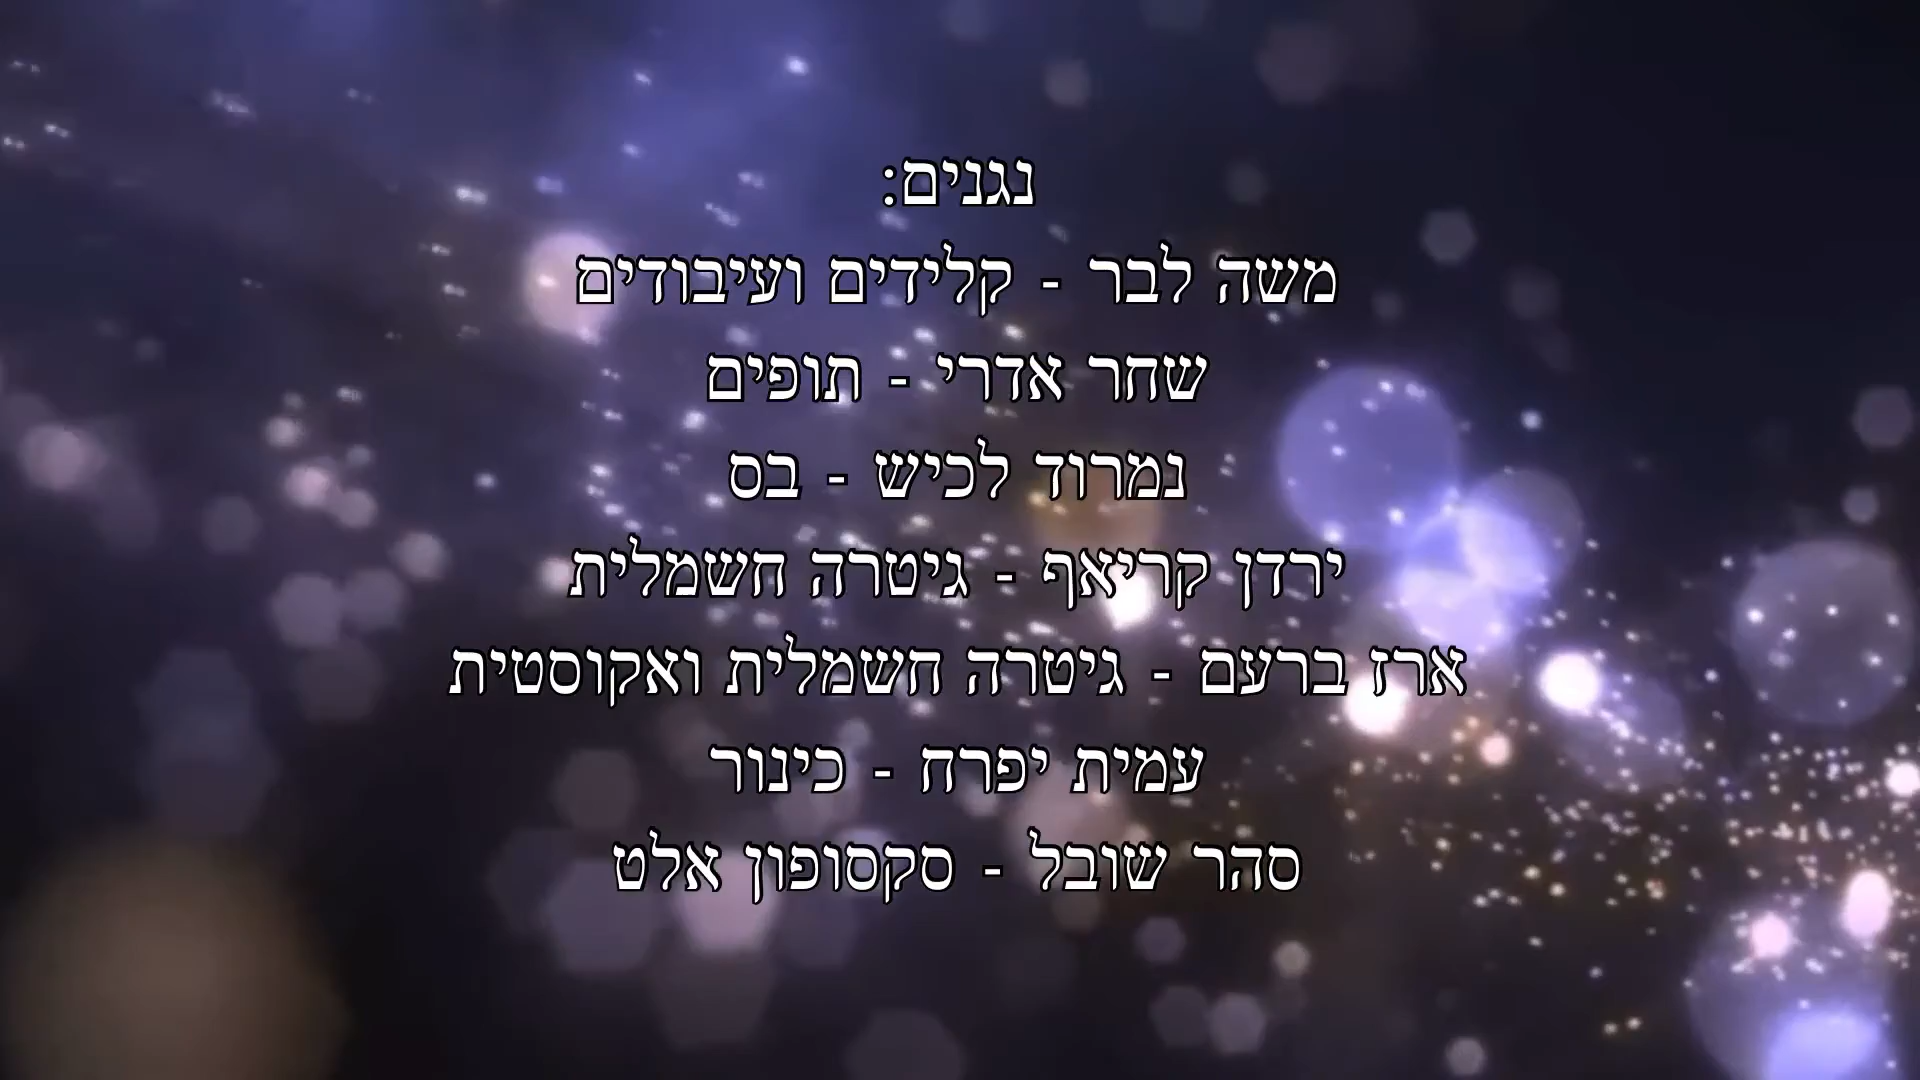 נגנים:
משה לבר - קלידים ועיבודים
שחר אדרי - תופים
נמרוד לכיש - בס
ירדן קריאף - גיטרה חשמלית
ארז ברעם - גיטרה חשמלית ואקוסטית
עמית יפרח - כינור
סהר שובל - סקסופון אלט